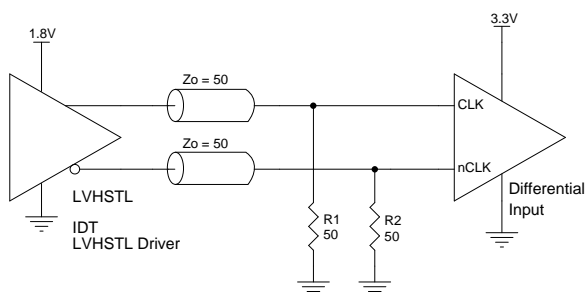 1.8V
3.3V
Zo = 50
CLK
Zo = 50
nCLK
LVHSTL
IDT
LVHSTL Driver
R1
50
R2
50
Differential
Input